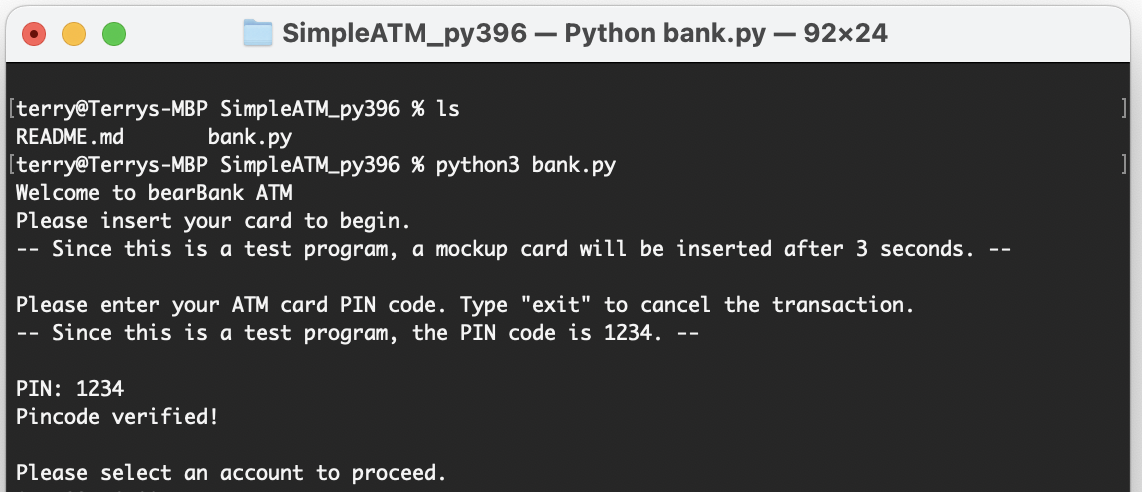 SimpleATM_py396 — Python bank.py — 92×24
[terry@Terrys-MBP SimpleATM_py396 % ls ]
README.md bank.py
[terry@Terrys-MBP SimpleATM_py396 % python3 bank.py ]
Welcome to bearBank ATM
Please insert your card to begin.
-- Since this is a test program, a mockup card will be inserted after 3 seconds. --
Please enter your ATM card PIN code. Type "exit" to cancel the transaction.
-- Since this is a test program, the PIN code is 1234. --
PIN: 1234
Pincode verified!
Please select an account to proceed.